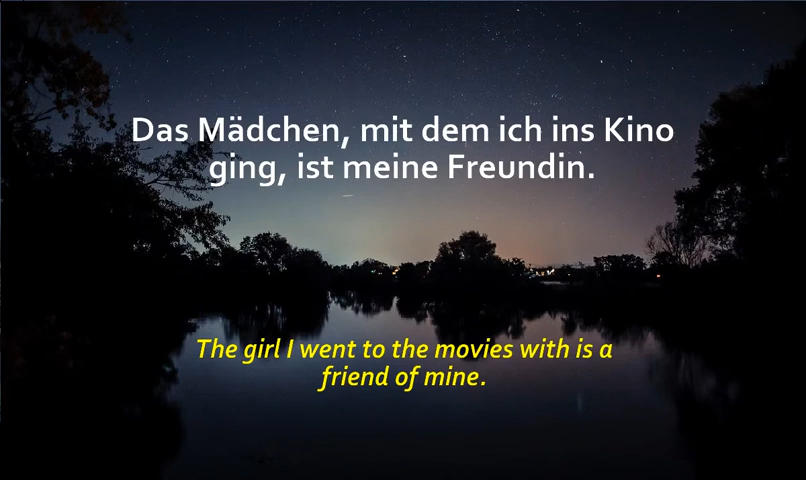 Das Mädchen, mit dem ich ins Kino
ging, ist meine Freundin.
The girl I went to the movies with is a
friend of mine.